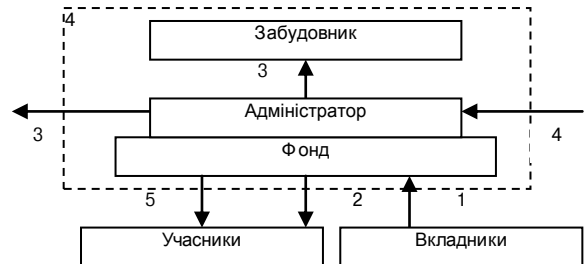 4
Забудовник
3
Адміністратор
3
4
Фонд
5
2
1
Учасники
Вкладники